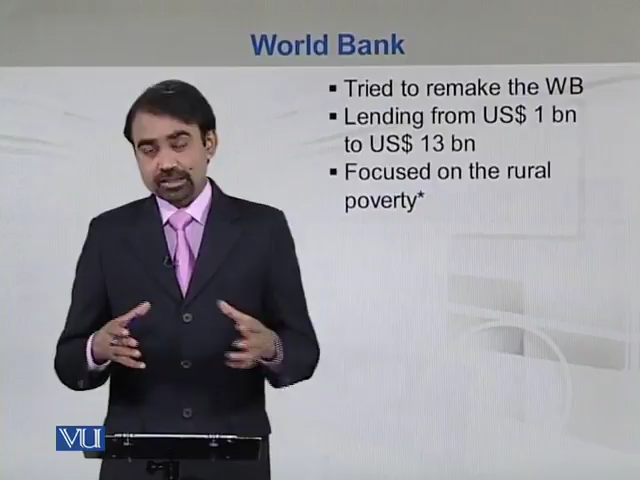 World Bank
▪ Tried to remake the WB
▪ Lending from US$ 1 bn
to US$ 13 bn
▪ Focused on the rural
poverty*
VU